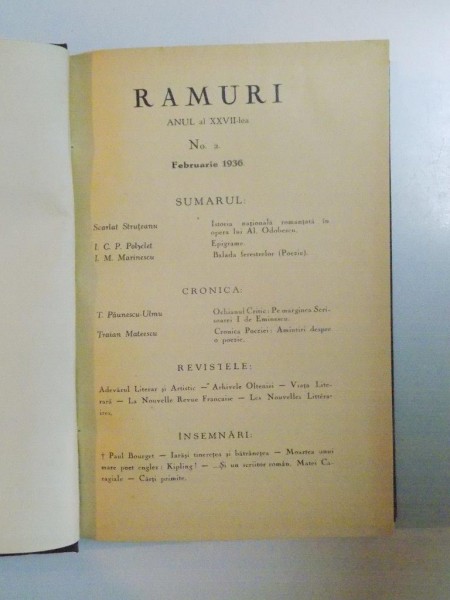 RAMURI
ANUL al XXVII-lea
No. 2.
Februarie 1936
SUMARUL:
Scarlat Struțeanu Istoria națională romanțată în
opera lui Al. Odobescu.
I. C. P. Polyclet Epigrame
I. M. Marinescu Balada ferestrelor (Poezie).
CRONICA:
T. Păunescu-Ulmu Ochianul Critic: Pe marginea Scri-
soarei I de Eminescu.
Traian Mateescu Cronica Poeziei: Amintiri despre
o poezie.
REVISTELE:
Adevărul Literar și Artistic — Arhivele Olteniei — Viața Lite-
rară — La Nouvelle Revue Française — Les Nouvelles Littéra-
ires.
ÎNSEMNĂRI:
† Paul Bourget — Iarăși tinerețea și bătrânețea — Moartea unui
mare poet englez: Kipling? — ...Și un scriitor român. Matei Ca-
ragiale — Cărți primite.